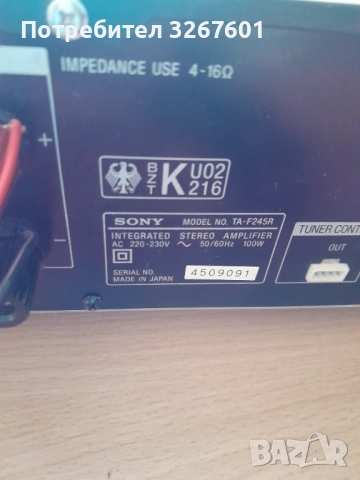 Потребител 3267601
IMPEDANCE USE 4-16Ω
+
BZT K U02 216
−
SONY MODEL NO. TA-F245R
INTEGRATED STEREO AMPLIFIER
AC 220-230V ~ 50/60Hz 100W
SERIAL NO. 4509091
MADE IN JAPAN
TUNER CONT
OUT
BAZAR